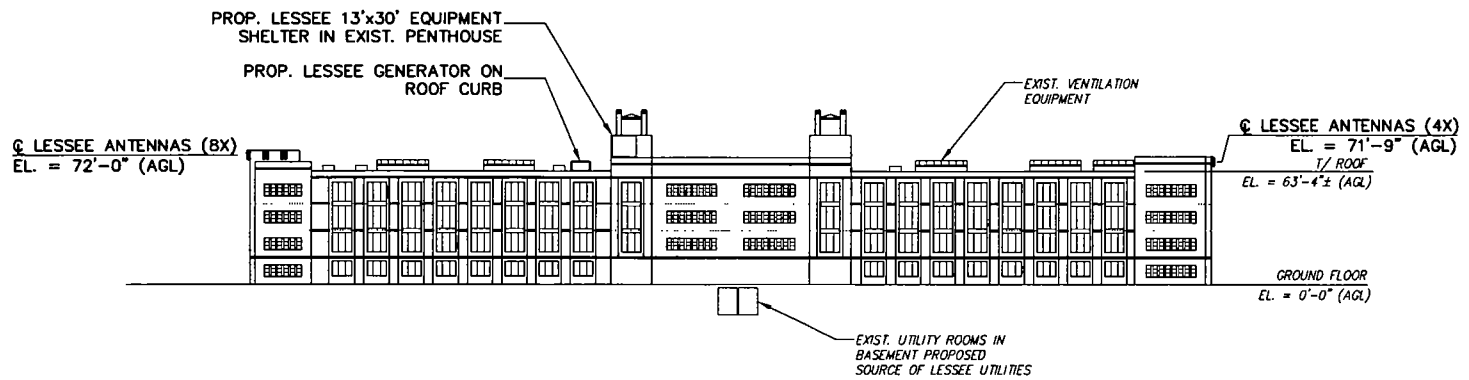 PROP. LESSEE 13'x30' EQUIPMENT
SHELTER IN EXIST. PENTHOUSE
PROP. LESSEE GENERATOR ON
ROOF CURB
EXIST. VENTILATION
EQUIPMENT
℄ LESSEE ANTENNAS (8X)
EL. = 72'-0" (AGL)
℄ LESSEE ANTENNAS (4X)
EL. = 71'-9" (AGL)
T/ ROOF
EL. = 63'-4"± (AGL)
GROUND FLOOR
EL. = 0'-0" (AGL)
EXIST. UTILITY ROOMS IN
BASEMENT PROPOSED
SOURCE OF LESSEE UTILITIES